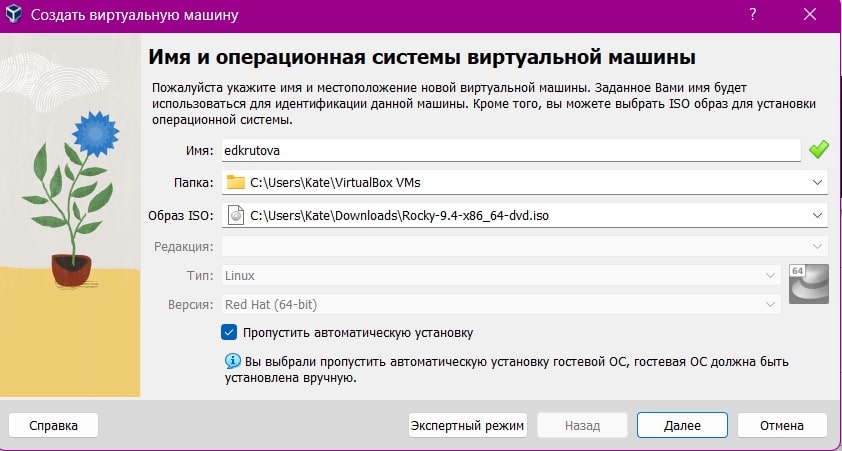 Создать виртуальную машину
?
Имя и операционная системы виртуальной машины
Пожалуйста укажите имя и местоположение новой виртуальной машины. Заданное Вами имя будет
использоваться для идентификации данной машины. Кроме того, вы можете выбрать ISO образ для установки
операционной системы.
Имя: edkrutova
Папка: C:\Users\Kate\VirtualBox VMs
Образ ISO: C:\Users\Kate\Downloads\Rocky-9.4-x86_64-dvd.iso
Редакция:
Тип: Linux
64
Версия: Red Hat (64-bit)
Пропустить автоматическую установку
Вы выбрали пропустить автоматическую установку гостевой ОС, гостевая ОС должна быть
установлена вручную.
Справка Экспертный режим Назад Далее Отмена